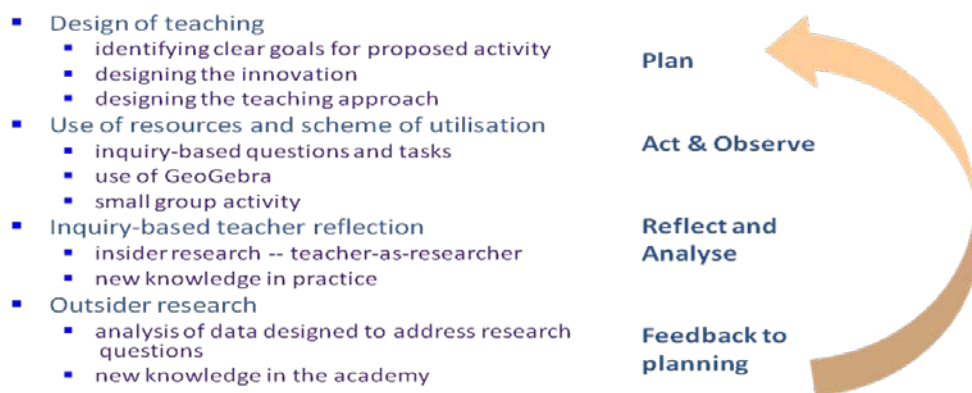 Design of teaching
identifying clear goals for proposed activity
designing the innovation
designing the teaching approach
Use of resources and scheme of utilisation
inquiry-based questions and tasks
use of GeoGebra
small group activity
Inquiry-based teacher reflection
insider research -- teacher-as-researcher
new knowledge in practice
Outsider research
analysis of data designed to address research
questions
new knowledge in the academy
Plan
Act & Observe
Reflect and
Analyse
Feedback to
planning